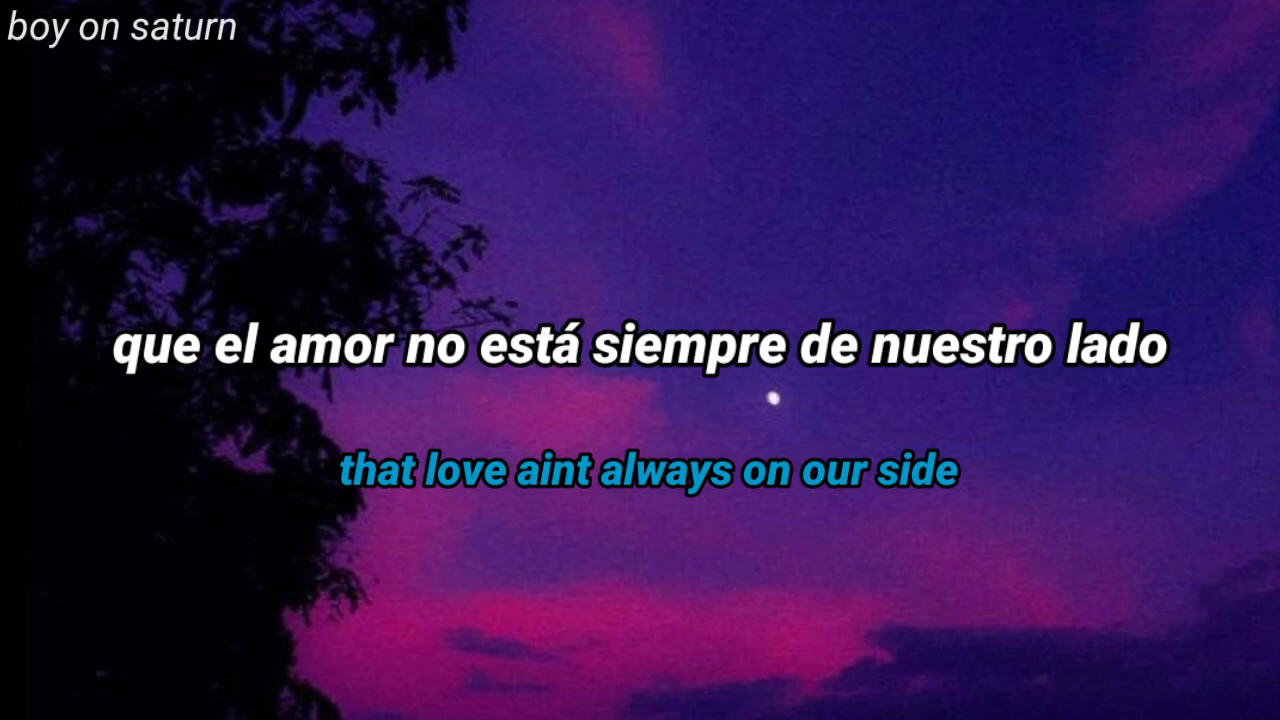 boy on saturn
que el amor no está siempre de nuestro lado
that love aint always on our side